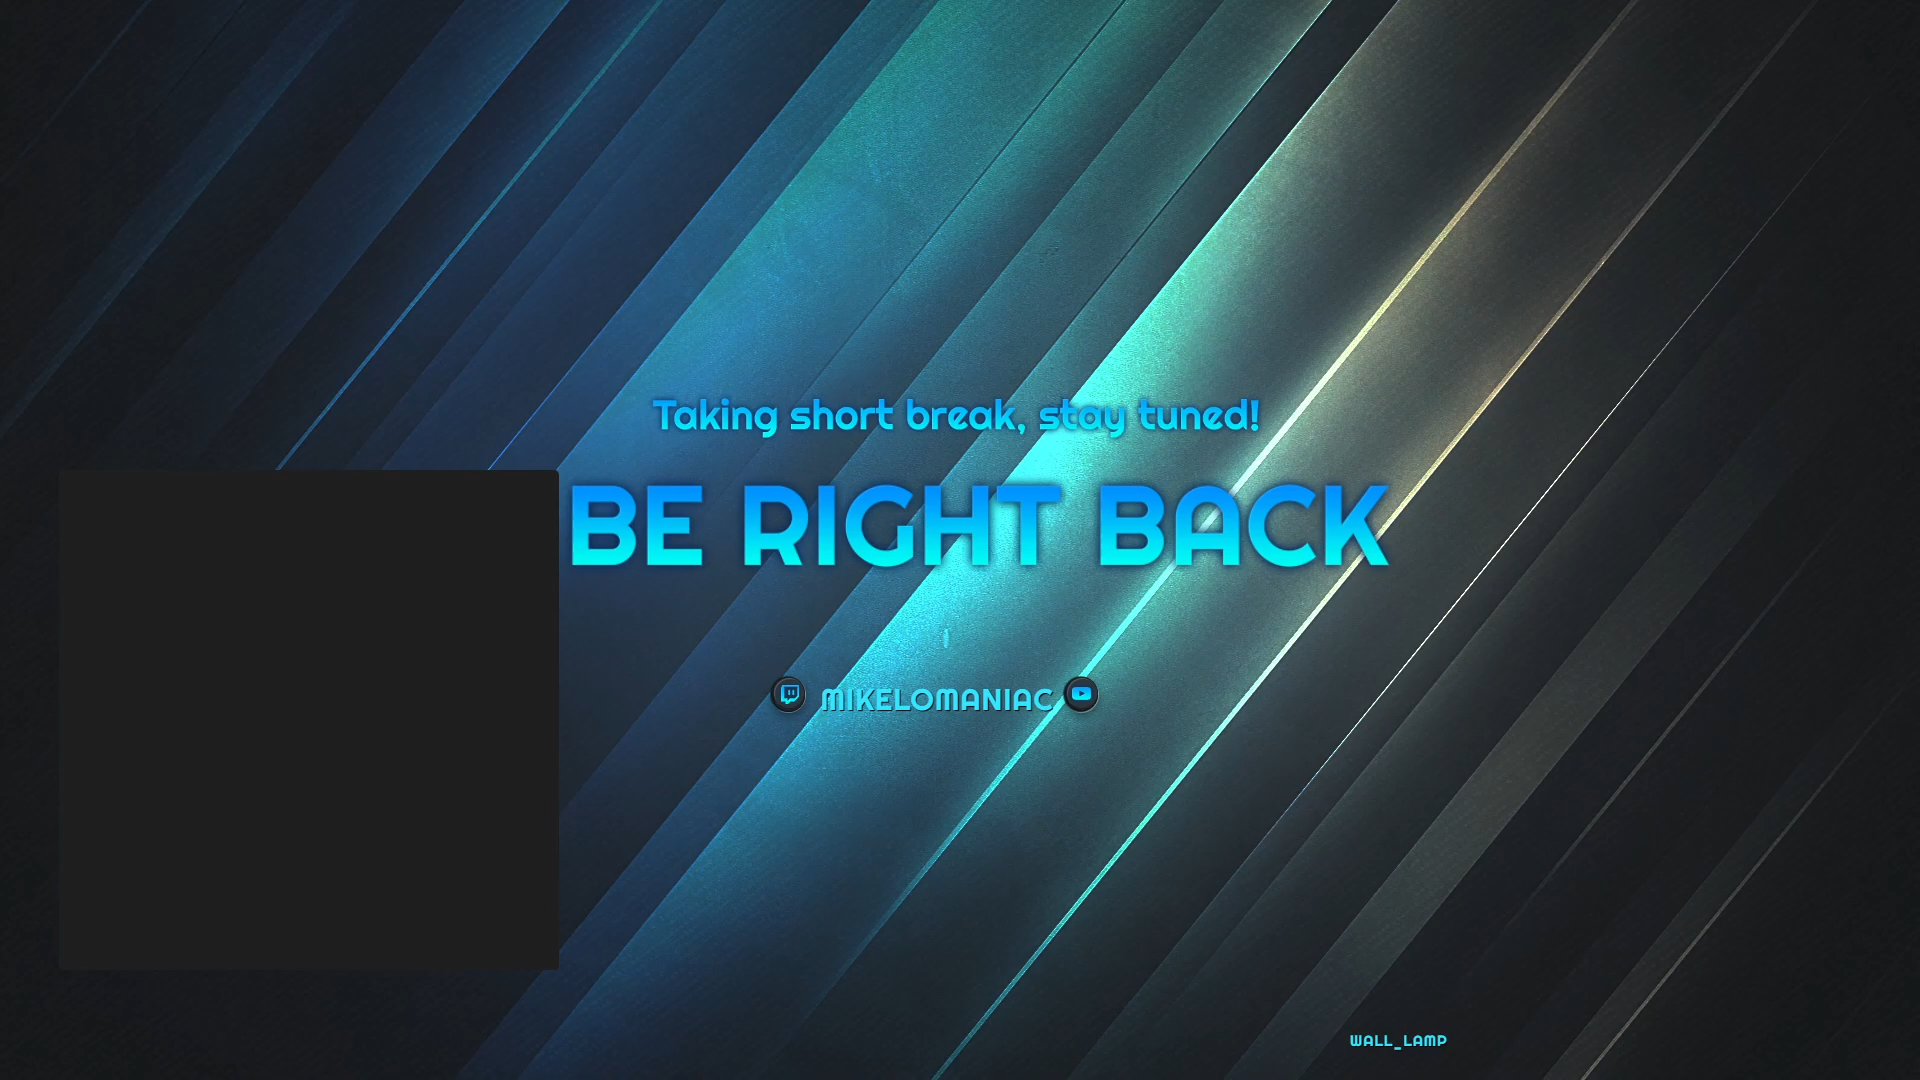 Taking short break, stay tuned!
BE RIGHT BACK
MIKELOMANIAC
WALL_LAMP